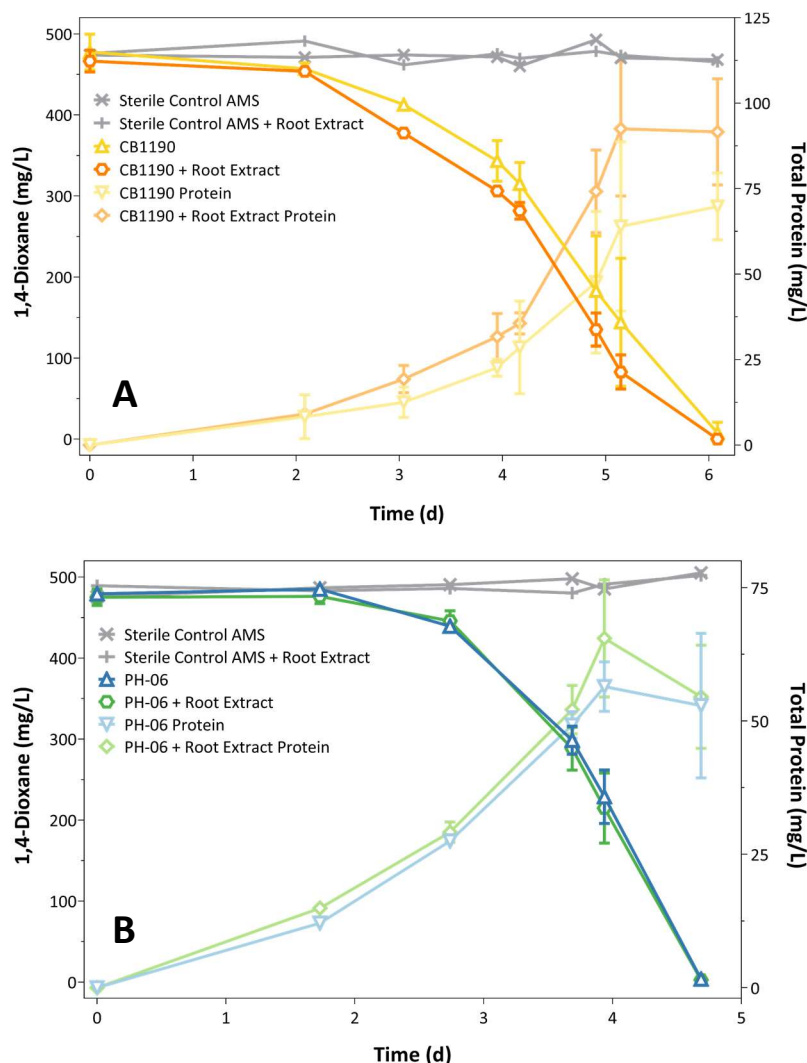 500
400
300
200
100
0
1,4-Dioxane (mg/L)
Sterile Control AMS
Sterile Control AMS + Root Extract
CB1190
CB1190 + Root Extract
CB1190 Protein
CB1190 + Root Extract Protein
A
125
100
75
50
25
0
Total Protein (mg/L)
0 1 2 3 4 5 6
Time (d)
500
400
300
200
100
0
1,4-Dioxane (mg/L)
Sterile Control AMS
Sterile Control AMS + Root Extract
PH-06
PH-06 + Root Extract
PH-06 Protein
PH-06 + Root Extract Protein
B
75
50
25
0
Total Protein (mg/L)
0 1 2 3 4 5
Time (d)